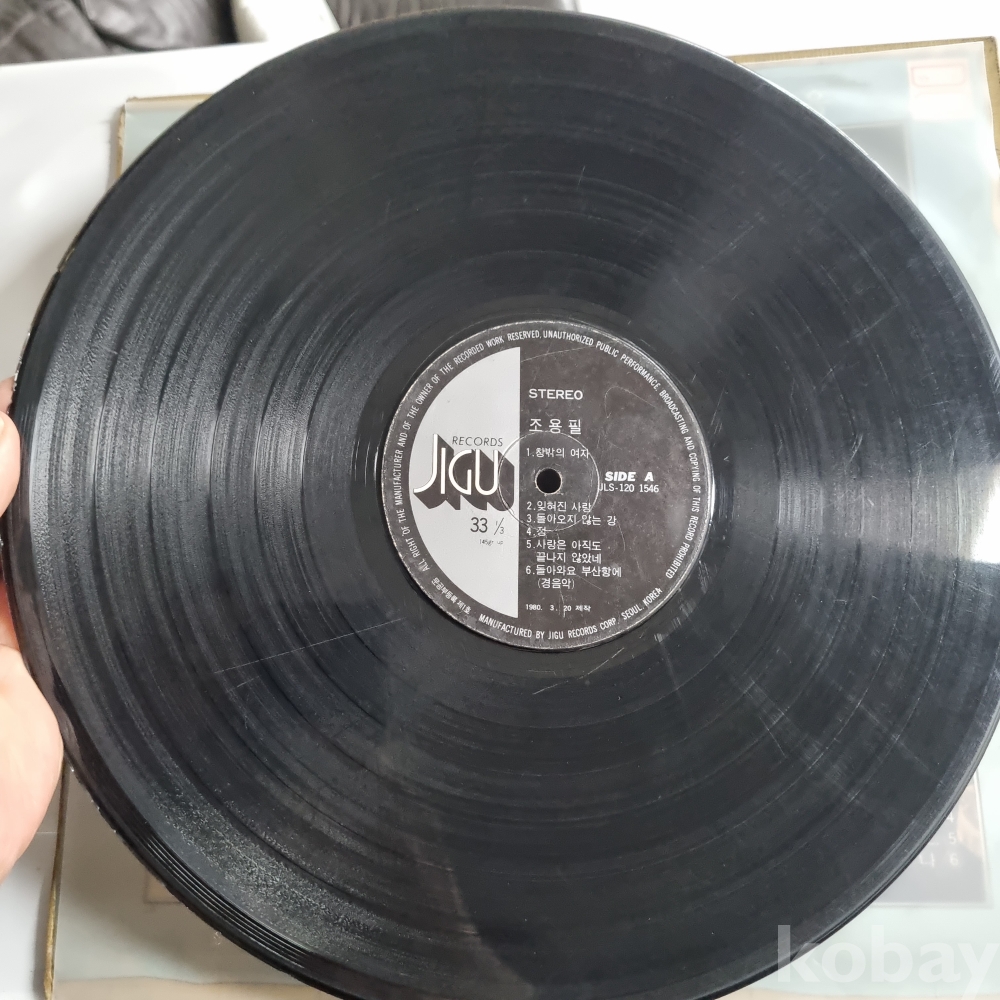 ALL RIGHT OF THE MANUFACTURER AND OF THE OWNER OF THE RECORDED WORK RESERVED. UNAUTHORIZED PUBLIC PERFORMANCE BROADCASTING AND COPYING OF THIS RECORD PROHIBITED
STEREO
조용필
RECORDS
JIGU
33 1/3
1.창밖의 여자
SIDE A
JLS-120 1546
2.잊혀진 사랑
3.돌아오지 않는 강
4.정
5.사랑은 아직도
끝나지 않았네
6.돌아와요 부산항에
(경음악)
1980. 3. 20 제작
MANUFACTURED BY JIGU RECORDS CORP. SEOUL KOREA
5
6
kobay